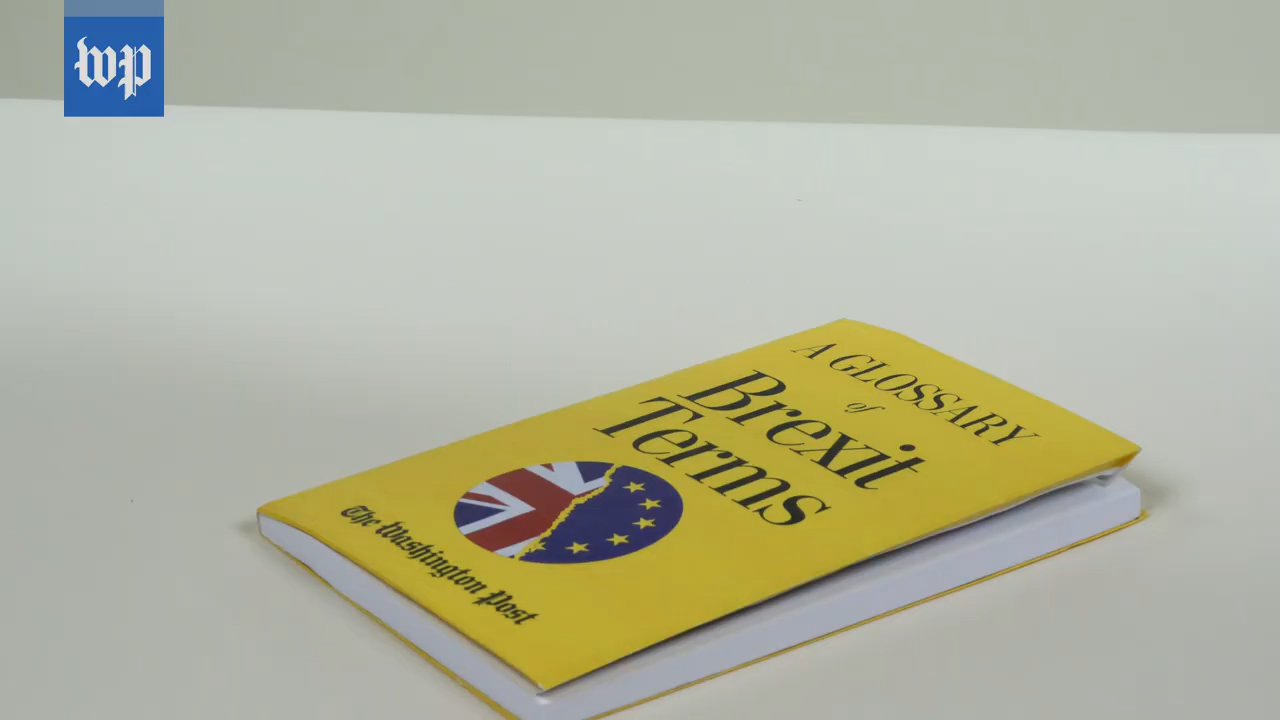 wp
A GLOSSARY
of
Brexit
Terms
The Washington Post